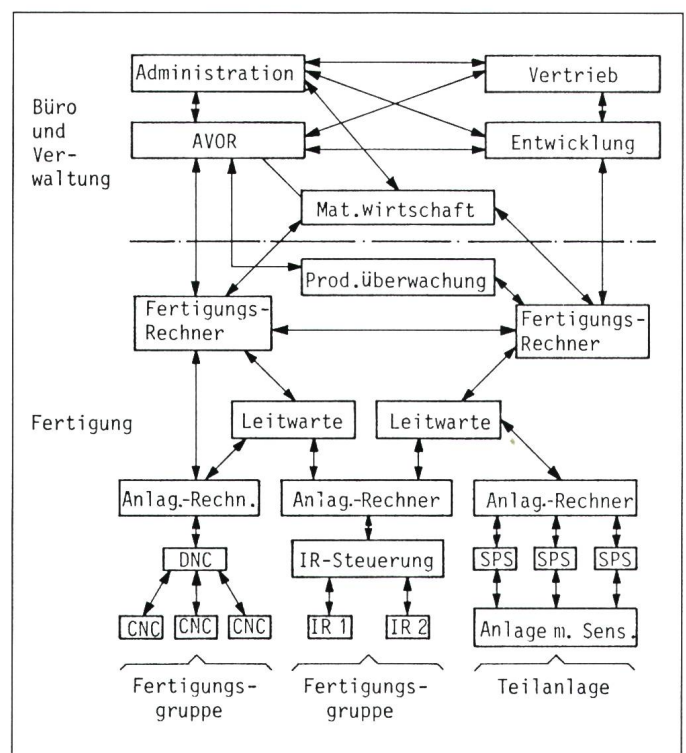 Administration
Vertrieb
Büro
und
Ver-
waltung
AVOR
Entwicklung
Mat.wirtschaft
Prod.überwachung
Fertigungs-
Rechner
Fertigungs-
Rechner
Fertigung
Leitwarte
Leitwarte
Anlag.-Rechn.
Anlag.-Rechner
Anlag.-Rechner
DNC
IR-Steuerung
SPS
SPS
SPS
CNC
CNC
CNC
IR 1
IR 2
Anlage m. Sens.
Fertigungs-
gruppe
Fertigungs-
gruppe
Teilanlage